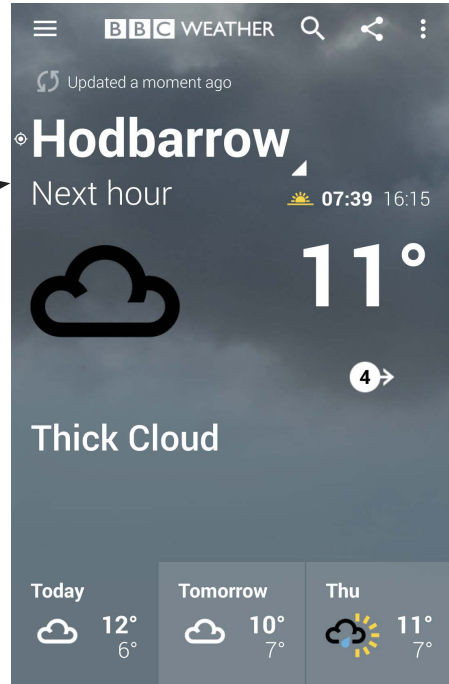 BBC WEATHER
Updated a moment ago
Hodbarrow
Next hour
07:39 16:15
11°
4
Thick Cloud
Today
12°
6°
Tomorrow
10°
7°
Thu
11°
7°